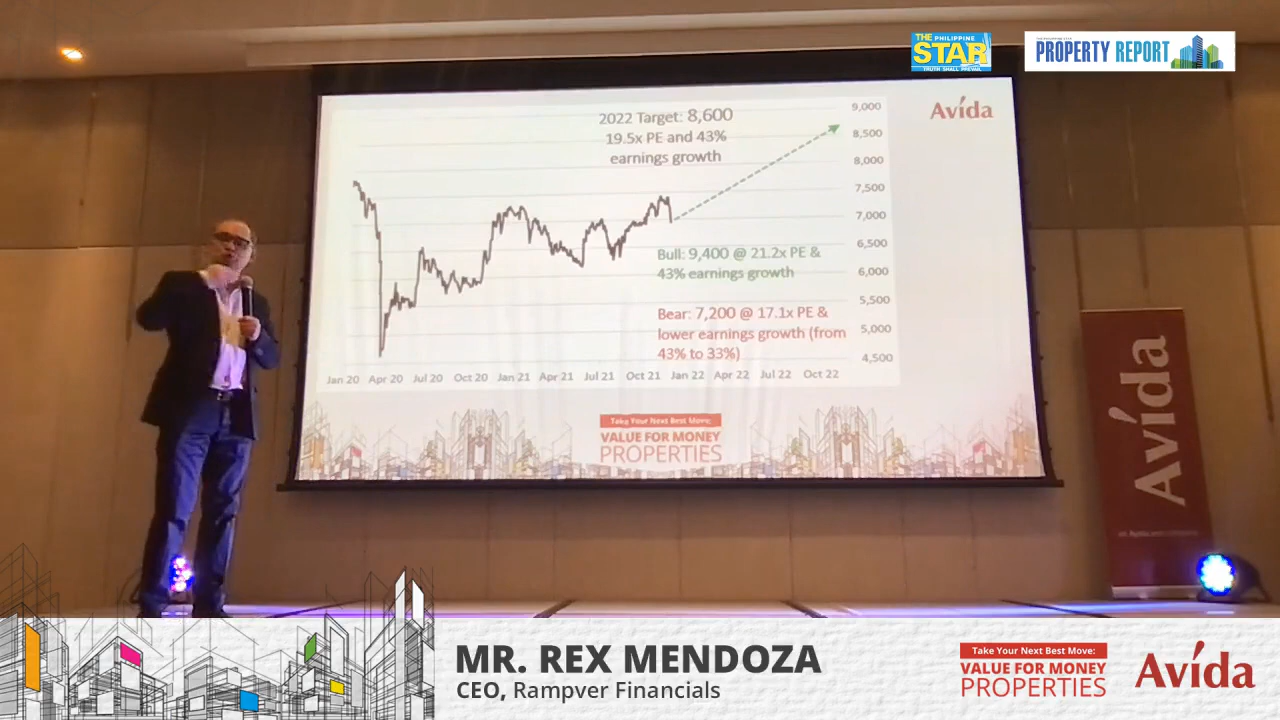 THE PHILIPPINE
STAR
TRUTH SHALL PREVAIL
PROPERTY REPORT
Avida
2022 Target: 8,600
19.5x PE and 43%
earnings growth
9,000
8,500
8,000
7,500
7,000
6,500
6,000
5,500
5,000
4,500
Bull: 9,400 @ 21.2x PE &
43% earnings growth
Bear: 7,200 @ 17.1x PE &
lower earnings growth (from
43% to 33%)
Jan 20 Apr 20 Jul 20 Oct 20 Jan 21 Apr 21 Jul 21 Oct 21 Jan 22 Apr 22 Jul 22 Oct 22
Take Your Next Best Move:
VALUE FOR MONEY
PROPERTIES
Avída
MR. REX MENDOZA
CEO, Rampver Financials
Take Your Next Best Move:
VALUE FOR MONEY
PROPERTIES
Avída